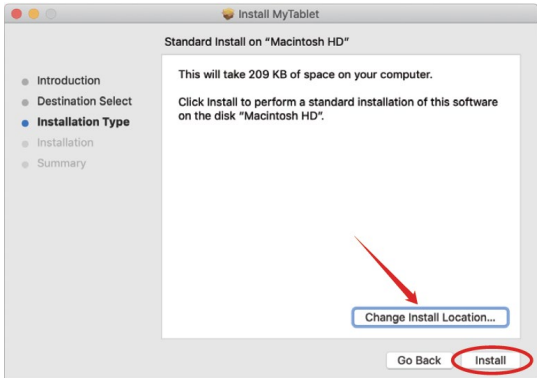 Install MyTablet
Standard Install on “Macintosh HD”
Introduction
Destination Select
Installation Type
Installation
Summary
This will take 209 KB of space on your computer.
Click Install to perform a standard installation of this software
on the disk “Macintosh HD”.
Change Install Location...
Go Back
Install